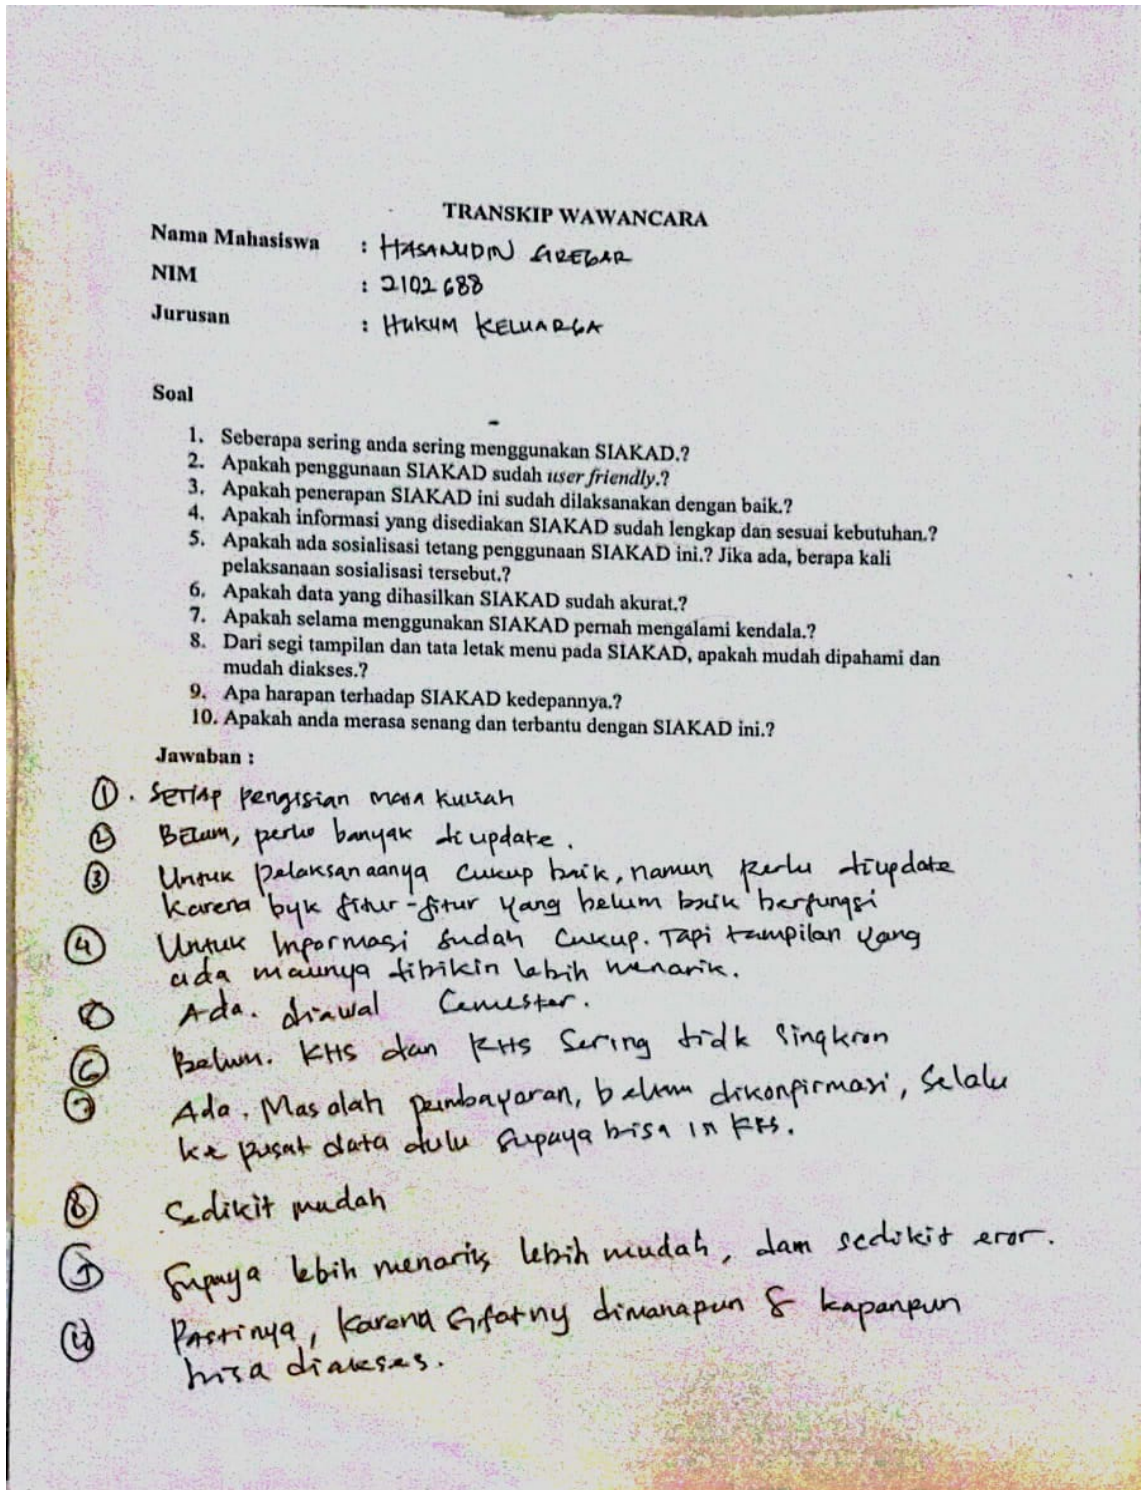 TRANSKIP WAWANCARA
Nama Mahasiswa : HASANUDIN SIREGAR
NIM : 2102688
Jurusan : HUKUM KELUARGA
Soal
1. Seberapa sering anda sering menggunakan SIAKAD.?
2. Apakah penggunaan SIAKAD sudah user friendly.?
3. Apakah penerapan SIAKAD ini sudah dilaksanakan dengan baik.?
4. Apakah informasi yang disediakan SIAKAD sudah lengkap dan sesuai kebutuhan.?
5. Apakah ada sosialisasi tetang penggunaan SIAKAD ini.? Jika ada, berapa kali
pelaksanaan sosialisasi tersebut.?
6. Apakah data yang dihasilkan SIAKAD sudah akurat.?
7. Apakah selama menggunakan SIAKAD pernah mengalami kendala.?
8. Dari segi tampilan dan tata letak menu pada SIAKAD, apakah mudah dipahami dan
mudah diakses.?
9. Apa harapan terhadap SIAKAD kedepannya.?
10. Apakah anda merasa senang dan terbantu dengan SIAKAD ini.?
Jawaban :
1. SETIAP pengisian mata kuliah
2 Belum, perlu banyak di update.
3 Untuk pelaksanaanya cukup baik, namun perlu diupdate
karena byk fitur-fitur yang belum baik berfungsi
4 Untuk Informasi sudah cukup. Tapi tampilan yang
ada maunya dibikin lebih menarik.
Ada. diawal Cemester.
6 Belum. KHS dan KHS Sering tidk Singkron
7 Ada. Masalah pembayaran, belum dikonfirmasi, Selalu
ke pusat data dulu supaya bisa
8 Sedikit mudah
9 Supaya lebih menarik, lebih mudah, dam sedikit eror.
Pastinya, karena Sifatny dimanapun & kapanpun
bisa diakses.